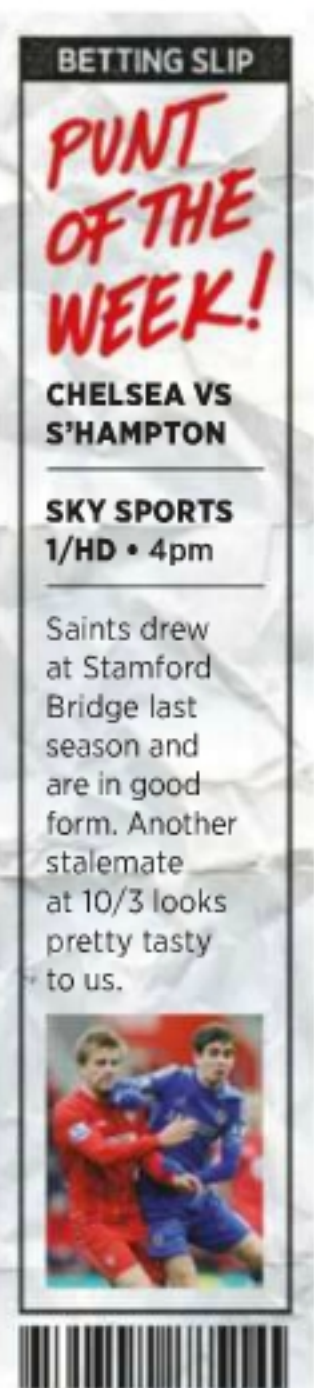 BETTING SLIP
PUNT
OF THE
WEEK!
CHELSEA VS
S'HAMPTON
SKY SPORTS
1/HD • 4pm
Saints drew
at Stamford
Bridge last
season and
are in good
form. Another
stalemate
at 10/3 looks
pretty tasty
to us.